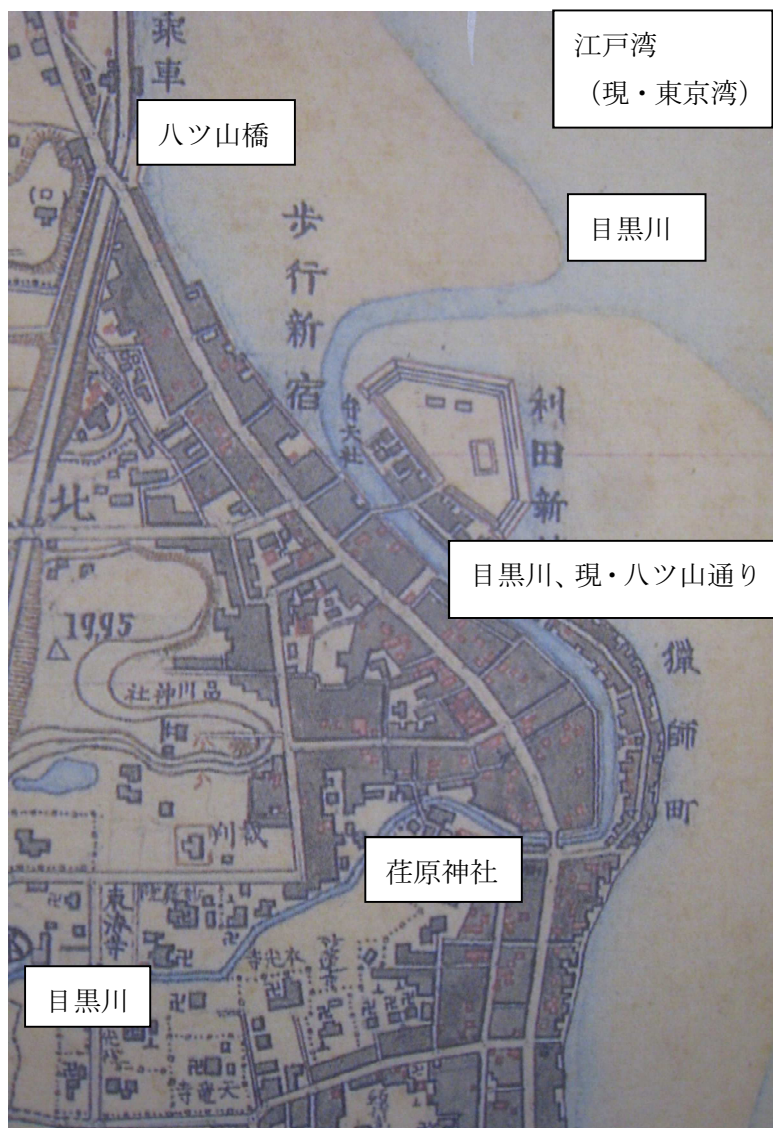 江戸湾
（現・東京湾）
八ツ山橋
目黒川
歩行新宿
利田新
目黒川、現・八ツ山通り
猟師町
北
1995
品川神社
荏原神社
目黒川
東海寺
天竜寺